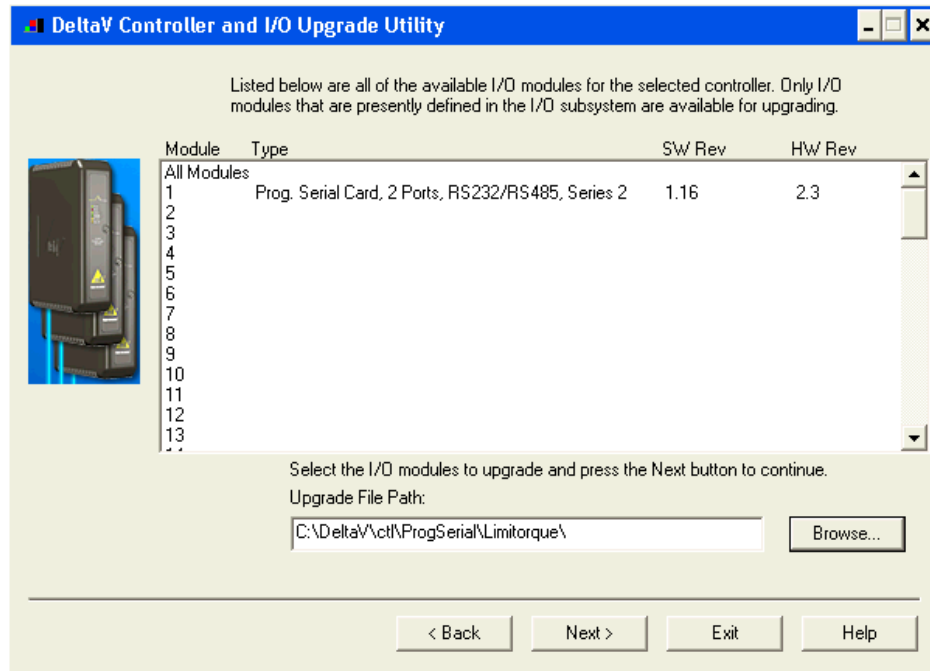 DeltaV Controller and I/O Upgrade Utility
Listed below are all of the available I/O modules for the selected controller. Only I/O
modules that are presently defined in the I/O subsystem are available for upgrading.
Module Type SW Rev HW Rev
All Modules
1 Prog. Serial Card, 2 Ports, RS232/RS485, Series 2 1.16 2.3
2
3
4
5
6
7
8
9
10
11
12
13
Select the I/O modules to upgrade and press the Next button to continue.
Upgrade File Path:
C:\DeltaV\ctl\ProgSerial\Limitorque\
Browse...
< Back Next > Exit Help